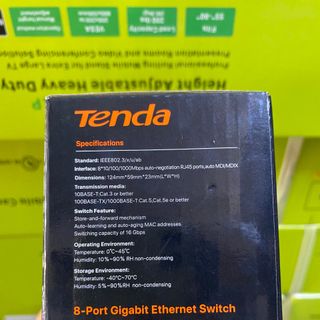 Tenda
Specifications
Standard: IEEE802.3/x/u/ab
Interface: 8*10/100/1000Mbps auto-negotiation RJ45 ports,auto MDI/MDIX
Dimensions: 124mm*59mm*23mm(L*W*H)
Transmission media:
10BASE-T:Cat.3 or better
100BASE-TX/1000BASE-T:Cat.5,Cat.5e or better
Switch Feature:
Store-and-forward mechanism
Auto-learning and auto-aging MAC addresses
Switching capacity of 16 Gbps
Operating Environment:
Temperature: 0℃~45℃
Humidity: 10%~90% RH non-condensing
Storage Environment:
Temperature: -40℃~70℃
Humidity: 5%~90%RH non-condensing
8-Port Gigabit Ethernet Switch
Height Adjustable Heavy Duty